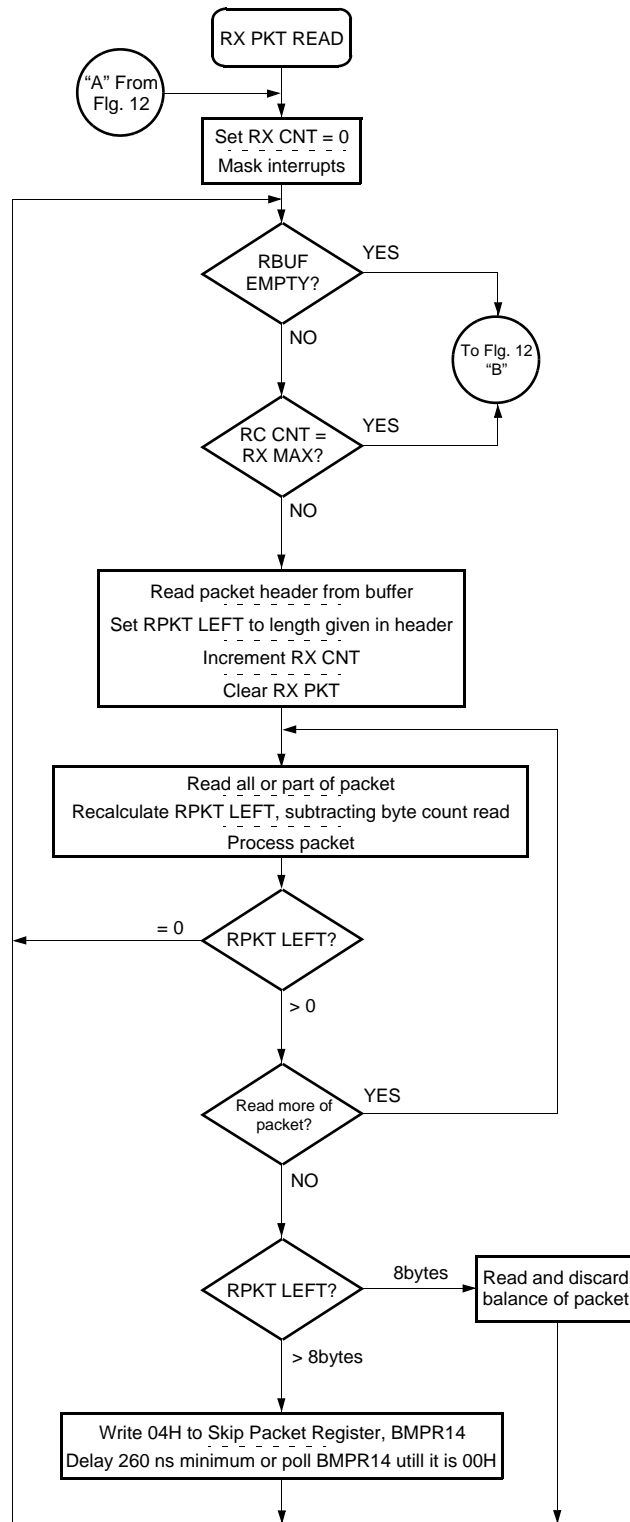 RX PKT READ
“A” From
FIg. 12
Set RX CNT = 0
Mask interrupts
RBUF
EMPTY?
YES
NO
To FIg. 12
“B”
RC CNT =
RX MAX?
YES
NO
Read packet header from buffer
Set RPKT LEFT to length given in header
Increment RX CNT
Clear RX PKT
Read all or part of packet
Recalculate RPKT LEFT, subtracting byte count read
Process packet
= 0
RPKT LEFT?
> 0
Read more of
packet?
YES
NO
RPKT LEFT?
8bytes
Read and discard
balance of packet
> 8bytes
Write 04H to Skip Packet Register, BMPR14
Delay 260 ns minimum or poll BMPR14 utill it is 00H